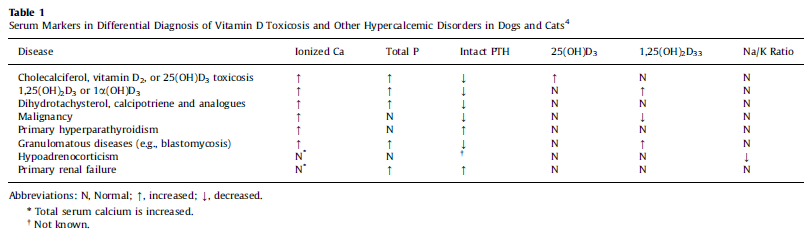 Table 1
Serum Markers in Differential Diagnosis of Vitamin D Toxicosis and Other Hypercalcemic Disorders in Dogs and Cats4
Disease Ionized Ca Total P Intact PTH 25(OH)D3 1,25(OH)2D33 Na/K Ratio
Cholecalciferol, vitamin D2, or 25(OH)D3 toxicosis ↑ ↑ ↓ ↑ N N
1,25(OH)2D3 or 1α(OH)D3 ↑ ↑ ↓ N ↑ N
Dihydrotachysterol, calcipotriene and analogues ↑ ↑ ↓ N N N
Malignancy ↑ N ↓ N ↓ N
Primary hyperparathyroidism ↑ N ↑ N N N
Granulomatous diseases (e.g., blastomycosis) ↑ ↑ ↓ N ↑ N
Hypoadrenocorticism N* N † N N ↓
Primary renal failure N* ↑ ↑ N N N
Abbreviations: N, Normal; ↑, increased; ↓, decreased.
* Total serum calcium is increased.
† Not known.